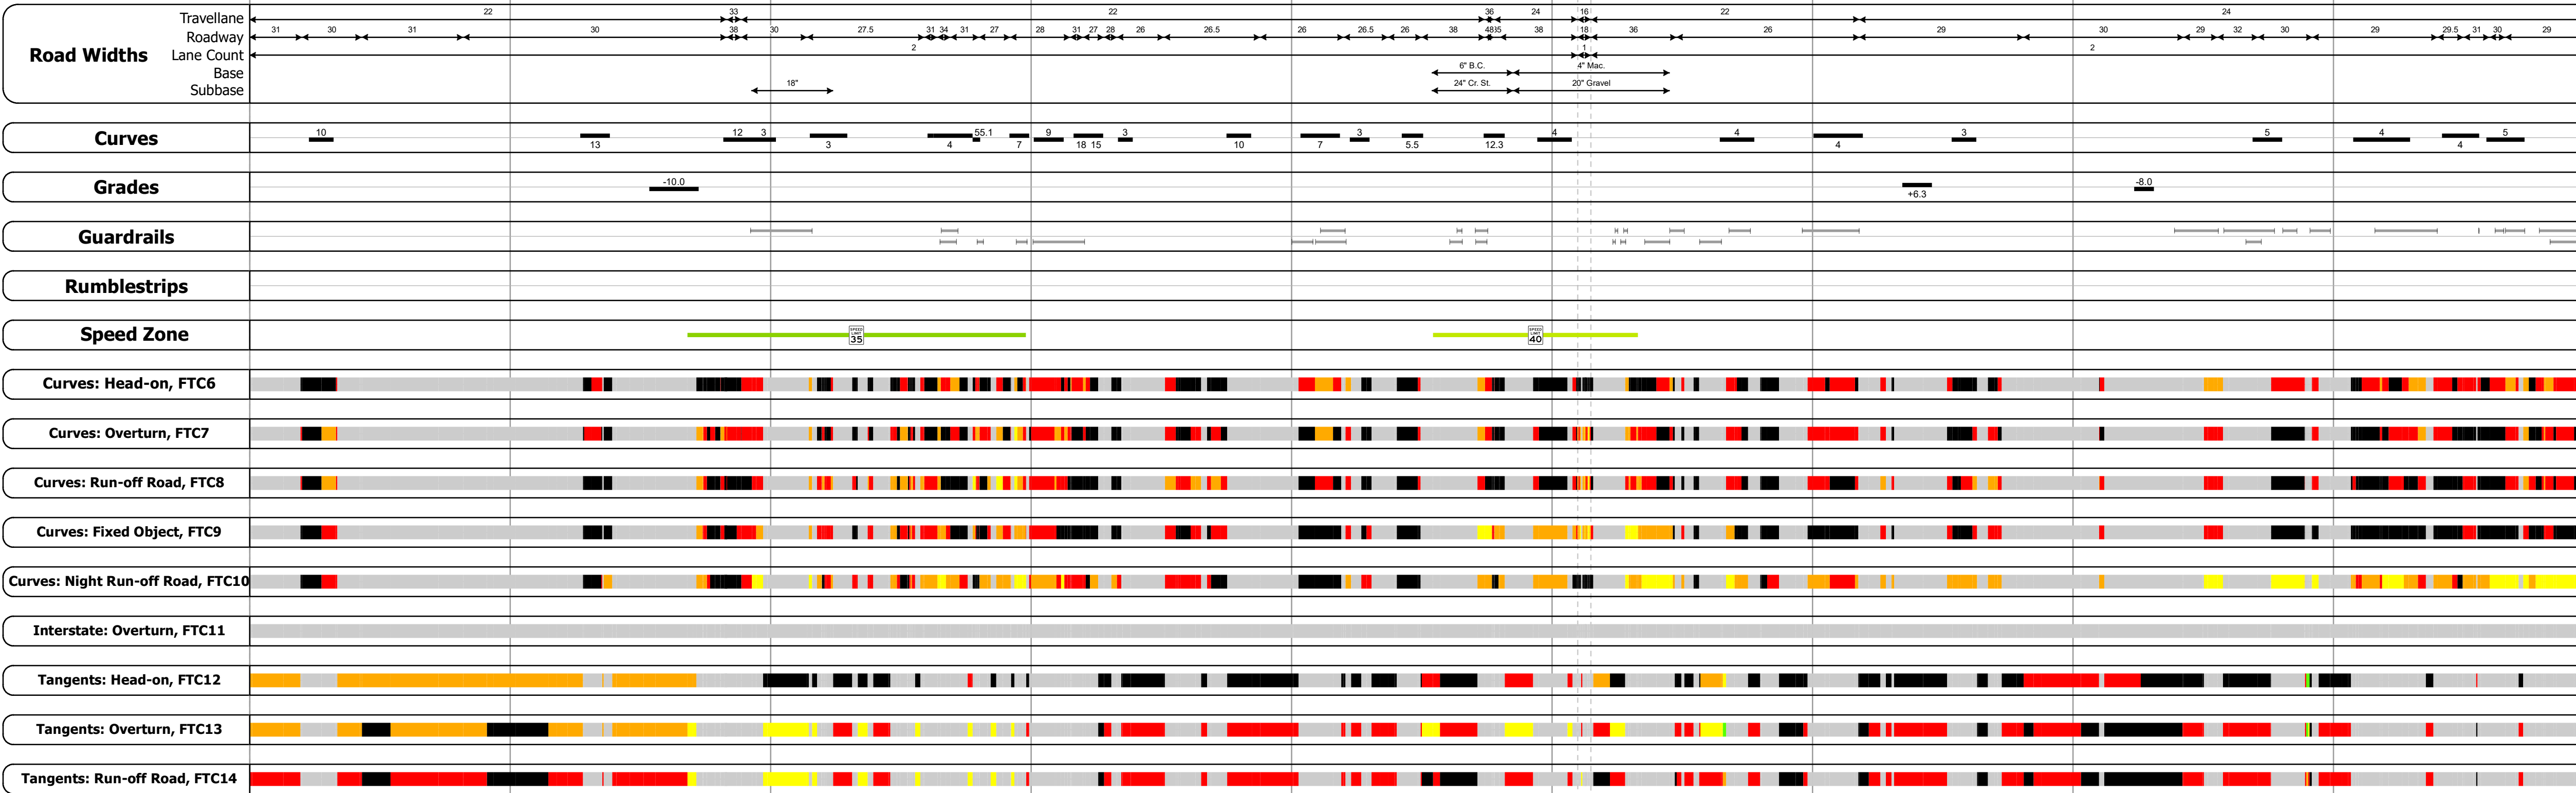 Road Widths
Travellane 22 33 22 36 24 16 22 24
Roadway 31 30 31 30 38 30 27.5 31 34 31 27 28 31 27 28 26 26.5 26 26.5 26 38 48 35 38 18 36 26 29 30 29 32 30 29 29.5 31 30 29
Lane Count 2 1 2
Base 6" B.C. 4" Mac.
Subbase 18" 24" Cr. St. 20" Gravel
Curves
10 12 3 55.1 9 3 3 4 4 3 5 4 5
13 3 4 7 18 15 10 7 5.5 12.3 4 4
Grades
-10.0 -8.0
+6.3
Guardrails
Rumblestrips
Speed Zone
SPEED LIMIT 35
SPEED LIMIT 40
Curves: Head-on, FTC6
Curves: Overturn, FTC7
Curves: Run-off Road, FTC8
Curves: Fixed Object, FTC9
Curves: Night Run-off Road, FTC10
Interstate: Overturn, FTC11
Tangents: Head-on, FTC12
Tangents: Overturn, FTC13
Tangents: Run-off Road, FTC14